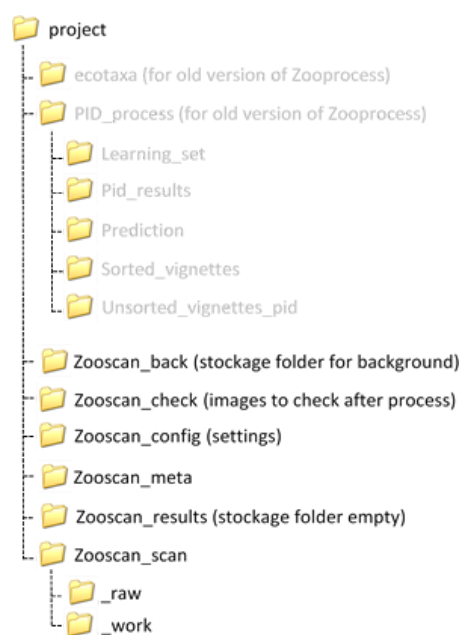 project
ecotaxa (for old version of Zooprocess)
PID_process (for old version of Zooprocess)
Learning_set
Pid_results
Prediction
Sorted_vignettes
Unsorted_vignettes_pid
Zooscan_back (stockage folder for background)
Zooscan_check (images to check after process)
Zooscan_config (settings)
Zooscan_meta
Zooscan_results (stockage folder empty)
Zooscan_scan
_raw
_work